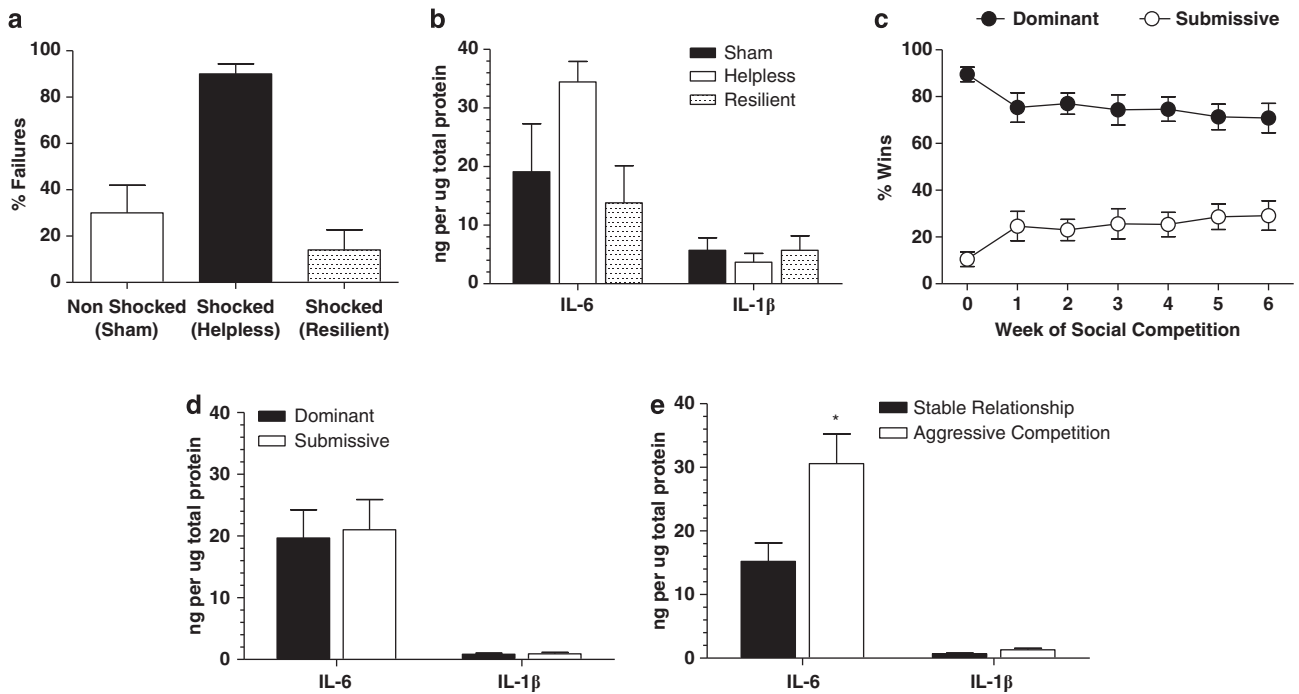 a
% Failures
100
80
60
40
20
0
Non Shocked
(Sham)
Shocked
(Helpless)
Shocked
(Resilient)
b
ng per ug total protein
40
30
20
10
0
IL-6
IL-1β
Sham
Helpless
Resilient
c
Dominant
Submissive
% Wins
100
80
60
40
20
0
0 1 2 3 4 5 6
Week of Social Competition
d
ng per ug total protein
40
30
20
10
0
IL-6
IL-1β
Dominant
Submissive
e
ng per ug total protein
40
30
20
10
0
*
IL-6
IL-1β
Stable Relationship
Aggressive Competition